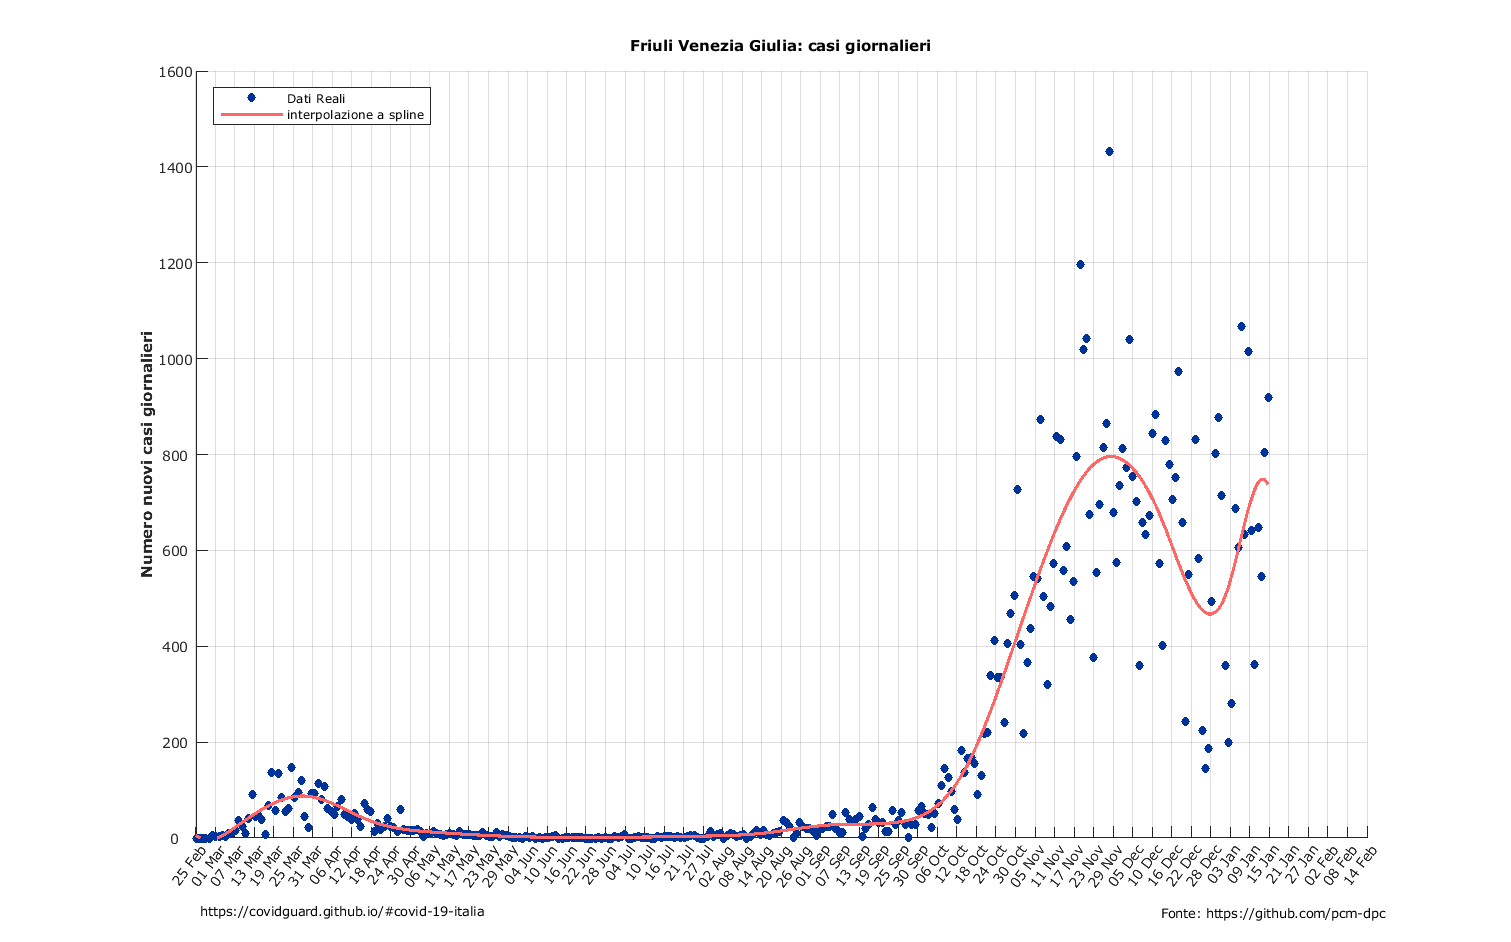 Friuli Venezia Giulia: casi giornalieri
Dati Reali
interpolazione a spline
Numero nuovi casi giornalieri
1600
1400
1200
1000
800
600
400
200
0
25 Feb
01 Mar
07 Mar
13 Mar
19 Mar
25 Mar
31 Mar
06 Apr
12 Apr
18 Apr
24 Apr
30 Apr
06 May
11 May
17 May
23 May
29 May
04 Jun
10 Jun
16 Jun
22 Jun
28 Jun
04 Jul
10 Jul
16 Jul
21 Jul
27 Jul
02 Aug
08 Aug
14 Aug
20 Aug
26 Aug
01 Sep
07 Sep
13 Sep
19 Sep
25 Sep
30 Oct
06 Oct
12 Oct
18 Oct
24 Oct
30 Oct
05 Nov
11 Nov
17 Nov
23 Nov
29 Dec
05 Dec
10 Dec
16 Dec
22 Dec
28 Dec
03 Jan
09 Jan
15 Jan
21 Jan
27 Jan
02 Feb
08 Feb
14 Feb
https://covidguard.github.io/#covid-19-italia
Fonte: https://github.com/pcm-dpc